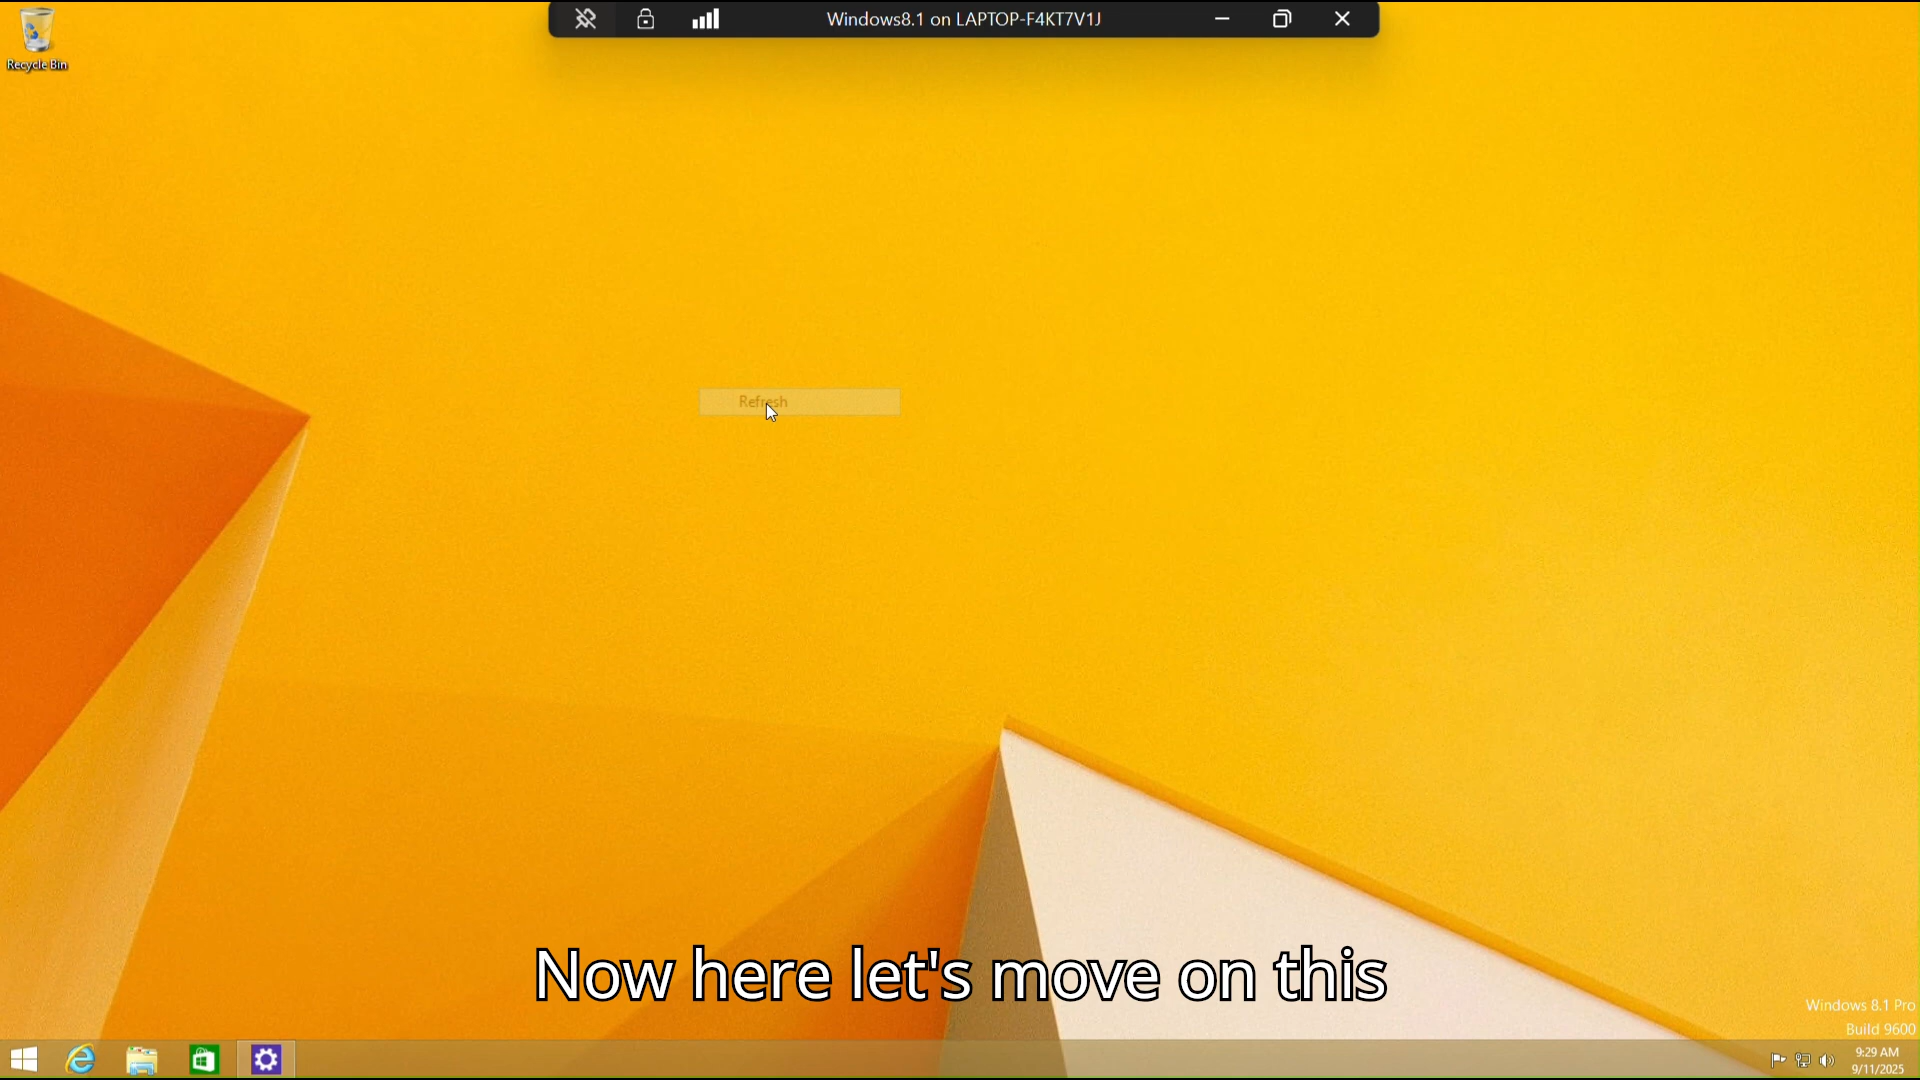 Windows8.1 on LAPTOP-F4KT7V1J
Recycle Bin
Refresh
Now here let's move on this
Windows 8.1 Pro
Build 9600
9:29 AM
9/11/2025